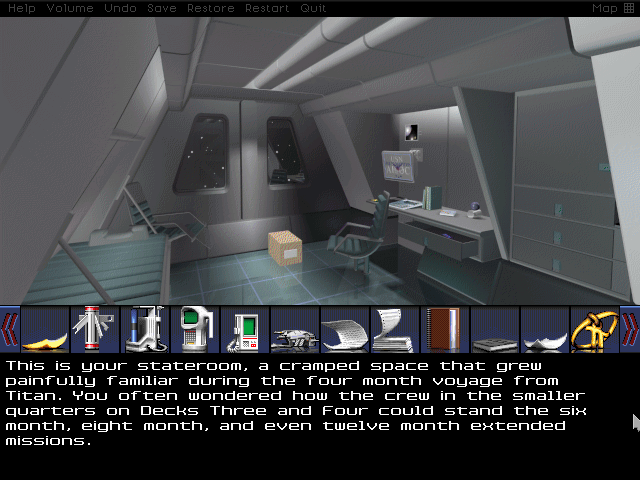 Help Volume Undo Save Restore Restart Quit Map
USN
This is your stateroom, a cramped space that grew
painfully familiar during the four month voyage from
Titan. You often wondered how the crew in the smaller
quarters on Decks Three and Four could stand the six
month, eight month, and even twelve month extended
missions.